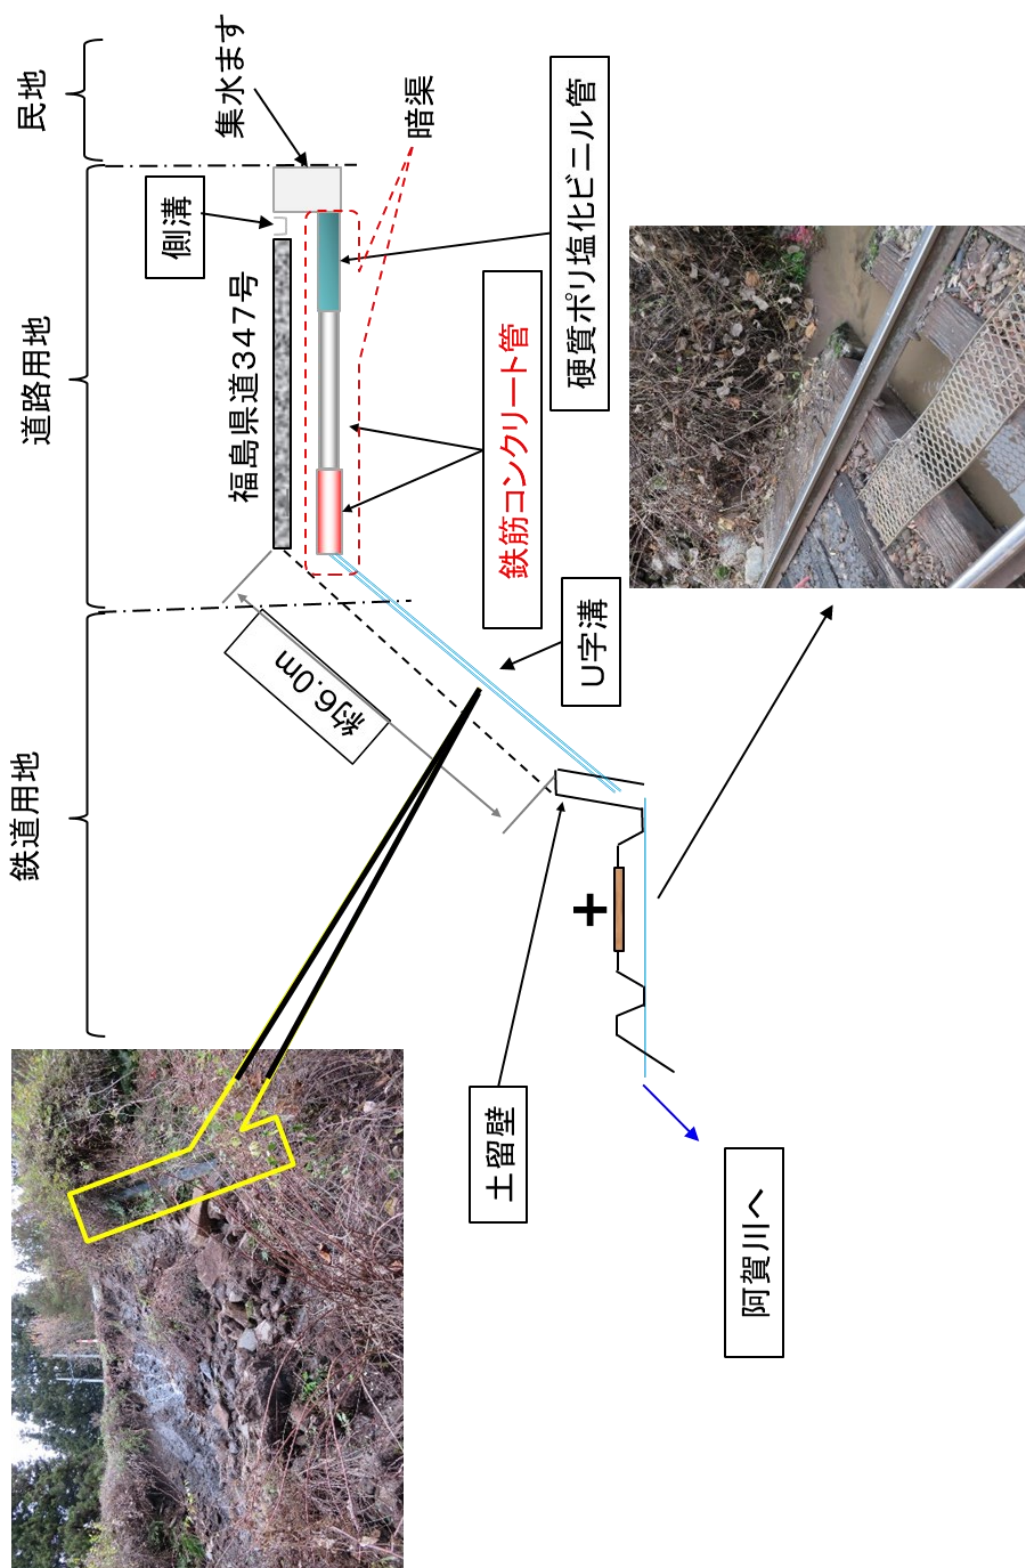 鉄道用地
道路用地
民地
集水ます
側溝
福島県道347号
暗渠
約6.0m
鉄筋コンクリート管
硬質ポリ塩化ビニル管
U字溝
土留壁
阿賀川へ